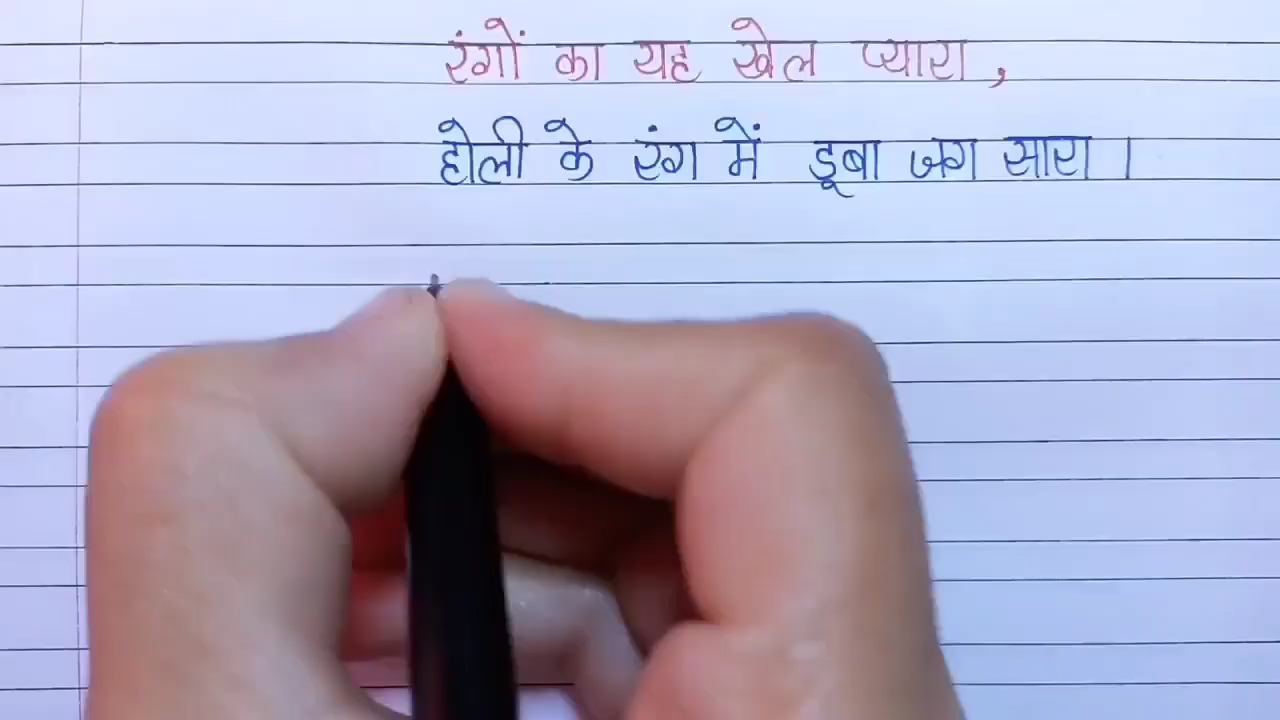 रंगों का यह खेल प्यारा,
होली के रंग में डूबा जग सारा।